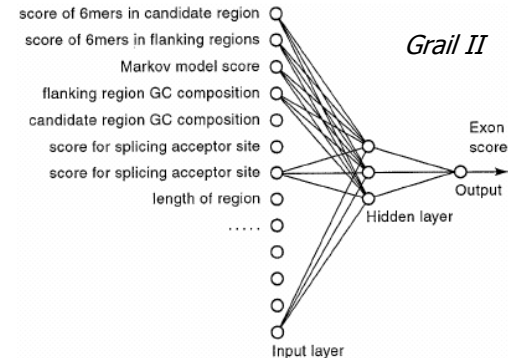 score of 6mers in candidate region
score of 6mers in flanking regions
Grail II
Markov model score
flanking region GC composition
candidate region GC composition
score for splicing acceptor site
score for splicing acceptor site
length of region
.....
Exon
score
Output
Hidden layer
Input layer